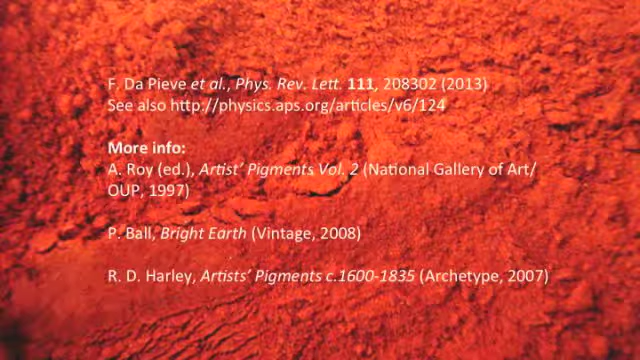 F. Da Pieve et al., Phys. Rev. Lett. 111, 208302 (2013)
See also http://physics.aps.org/articles/v6/124
More info:
A. Roy (ed.), Artist’ Pigments Vol. 2 (National Gallery of Art/
OUP, 1997)
P. Ball, Bright Earth (Vintage, 2008)
R. D. Harley, Artists’ Pigments c.1600-1835 (Archetype, 2007)